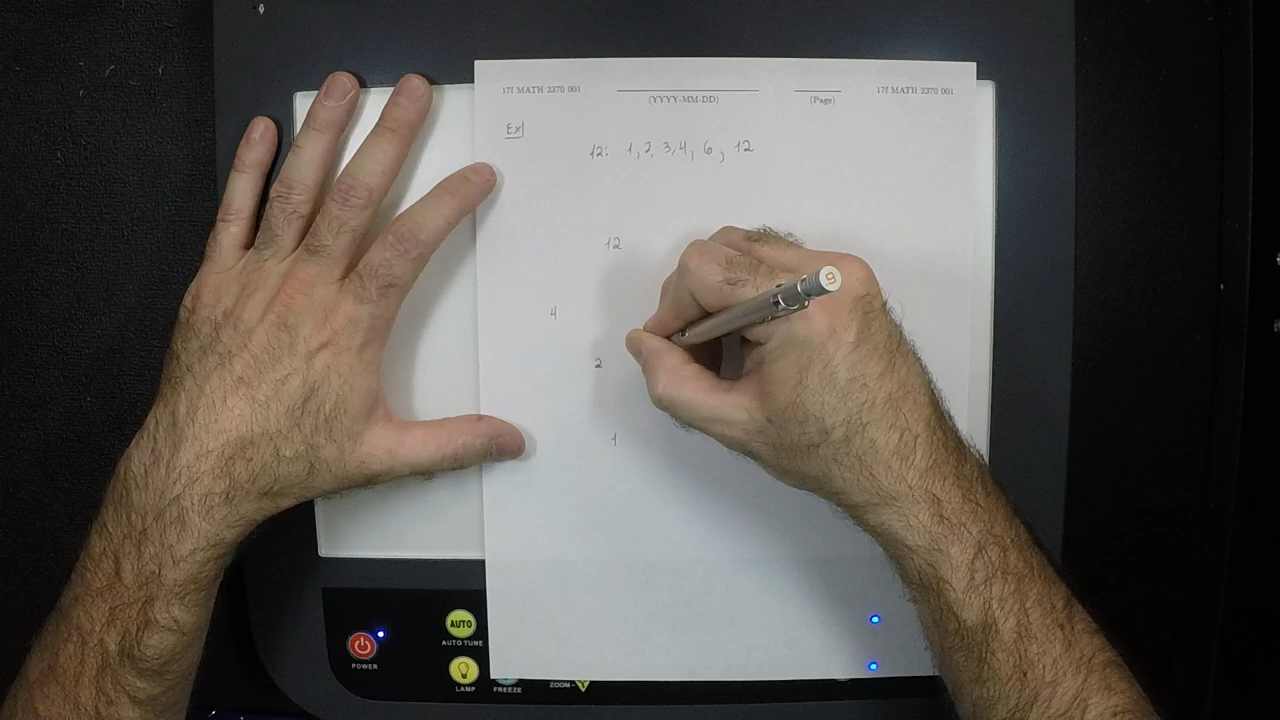 17f MATH 2370 001 (YYYY-MM-DD) (Page) 17f MATH 2370 001
Ex
12: 1, 2, 3, 4, 6, 12
12
4
2
1
AUTO
AUTO TUNE
POWER
LAMP
FREEZE
ZOOM-